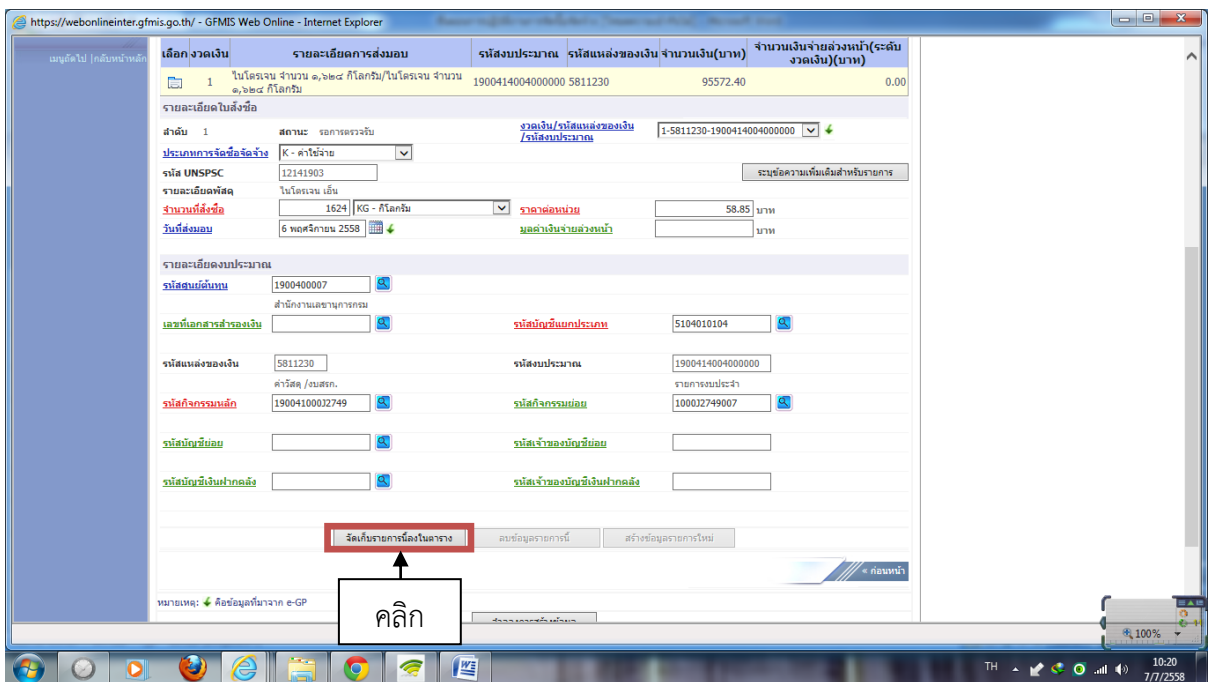 https://webonlineinter.gfmis.go.th/ - GFMIS Web Online - Internet Explorer
เมนูถัดไป |กลับหน้าหลัก
เลือก งวดเงิน รายละเอียดการส่งมอบ รหัสงบประมาณ รหัสแหล่งของเงิน จำนวนเงิน(บาท) จำนวนเงินจ่ายล่วงหน้า(ระดับ
งวดเงิน)(บาท)
1 ไนโตรเจน จำนวน ๑,๖๒๔ กิโลกรัม/ไนโตรเจน จำนวน
๑,๖๒๔ กิโลกรัม 1900414004000000 5811230 95572.40 0.00
รายละเอียดใบสั่งซื้อ
ลำดับ 1 สถานะ รอการตรวจรับ งวดเงิน/รหัสแหล่งของเงิน
/รหัสงบประมาณ 1-5811230-1900414004000000
ประเภทการจัดซื้อจัดจ้าง K - ค่าใช้จ่าย
รหัส UNSPSC 12141903 ระบุข้อความเพิ่มเติมสำหรับรายการ
รายละเอียดพัสดุ ไนโตรเจน เอ็น
จำนวนที่สั่งซื้อ 1624 KG - กิโลกรัม ราคาต่อหน่วย 58.85 บาท
วันที่ส่งมอบ 6 พฤศจิกายน 2558 มูลค่าเงินจ่ายล่วงหน้า บาท
รายละเอียดงบประมาณ
รหัสศูนย์ต้นทุน 1900400007
สำนักงานเลขานุการกรม
เลขที่เอกสารสำรองเงิน รหัสบัญชีแยกประเภท 5104010104
รหัสแหล่งของเงิน 5811230 รหัสงบประมาณ 1900414004000000
ค่าวัสดุ /งบสรก. รายการงบประจำ
รหัสกิจกรรมหลัก 190041000J2749 รหัสกิจกรรมย่อย 1000J2749007
รหัสบัญชีย่อย รหัสเจ้าของบัญชีย่อย
รหัสบัญชีเงินฝากคลัง รหัสเจ้าของบัญชีเงินฝากคลัง
จัดเก็บรายการนี้ลงในตาราง ลบข้อมูลรายการนี้ สร้างข้อมูลรายการใหม่
« ก่อนหน้า
หมายเหตุ: คือข้อมูลที่มาจาก e-GP
คลิก
100%
TH
10:20
7/7/2558